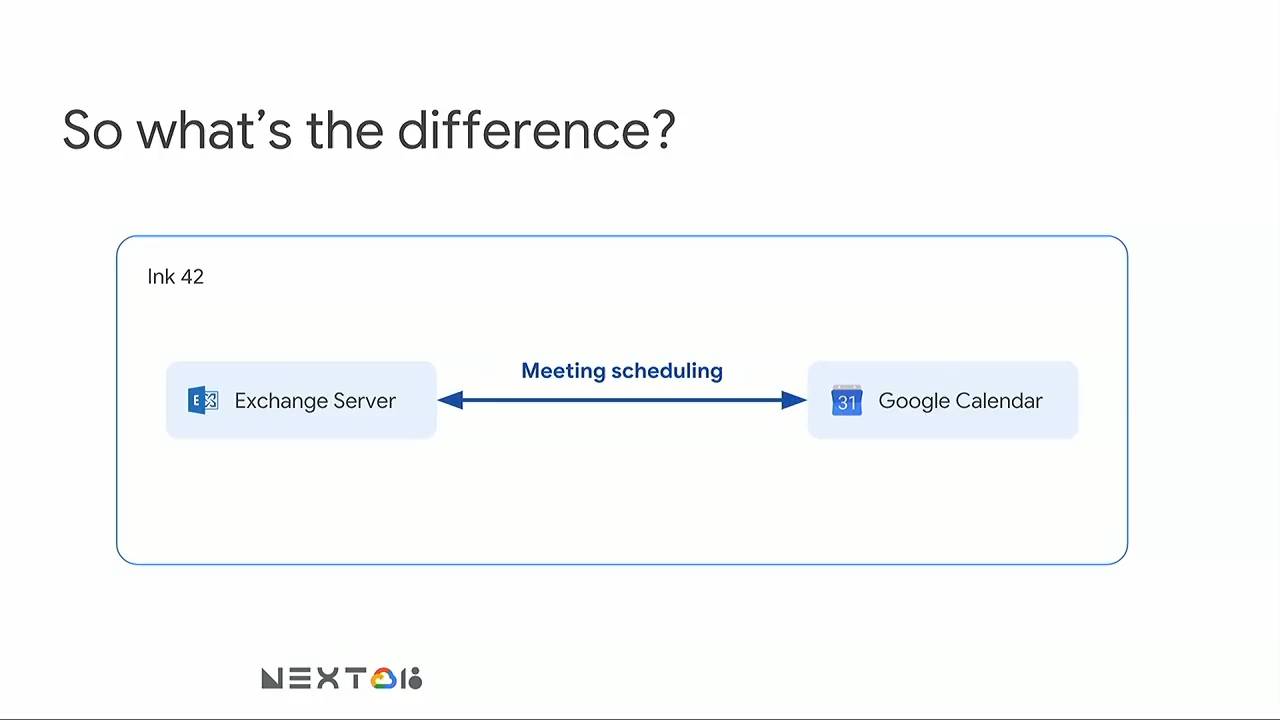 So what's the difference?
Ink 42
Meeting scheduling
E Exchange Server
31 Google Calendar
NEXT 18